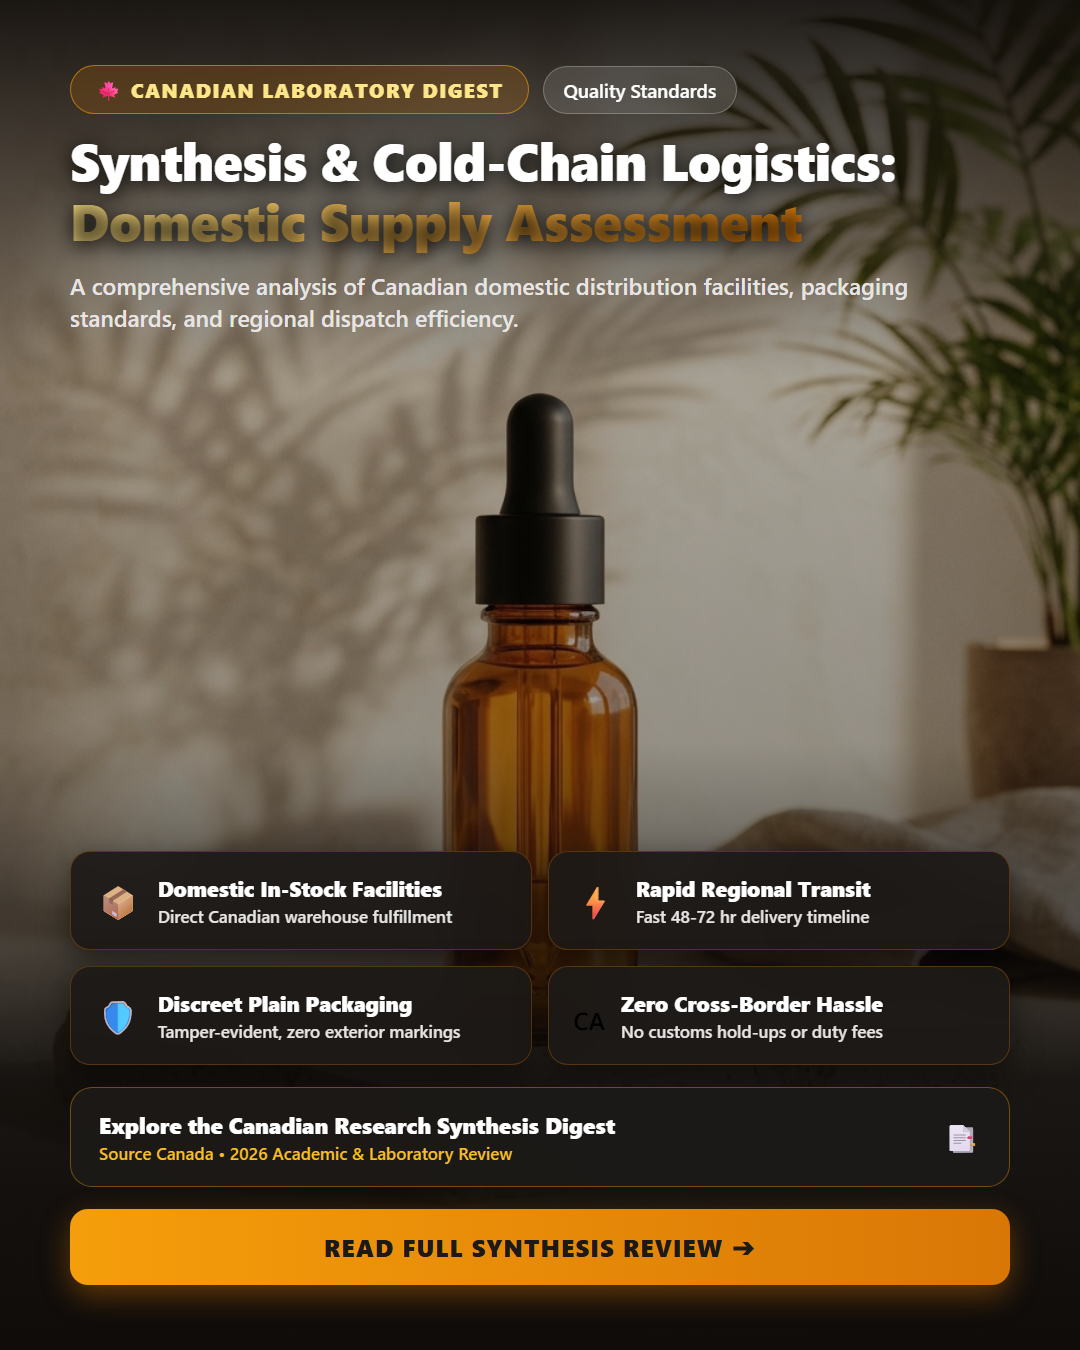 CANADIAN LABORATORY DIGEST
Quality Standards
Synthesis & Cold-Chain Logistics:
Domestic Supply Assessment
A comprehensive analysis of Canadian domestic distribution facilities, packaging
standards, and regional dispatch efficiency.
Domestic In-Stock Facilities
Direct Canadian warehouse fulfillment
Rapid Regional Transit
Fast 48-72 hr delivery timeline
Discreet Plain Packaging
Tamper-evident, zero exterior markings
CA
Zero Cross-Border Hassle
No customs hold-ups or duty fees
Explore the Canadian Research Synthesis Digest
Source Canada • 2026 Academic & Laboratory Review
READ FULL SYNTHESIS REVIEW ➔